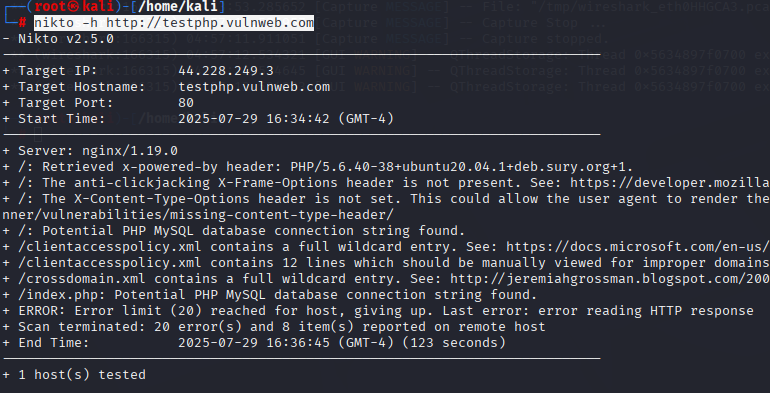 (root㉿kali)-[/home/kali]
# nikto -h http://testphp.vulnweb.com
- Nikto v2.5.0
+ Target IP: 44.228.249.3
+ Target Hostname: testphp.vulnweb.com
+ Target Port: 80
+ Start Time: 2025-07-29 16:34:42 (GMT-4)
+ Server: nginx/1.19.0
+ /: Retrieved x-powered-by header: PHP/5.6.40-38+ubuntu20.04.1+deb.sury.org+1.
+ /: The anti-clickjacking X-Frame-Options header is not present. See: https://developer.mozilla
+ /: The X-Content-Type-Options header is not set. This could allow the user agent to render the
nner/vulnerabilities/missing-content-type-header/
+ /: Potential PHP MySQL database connection string found.
+ /clientaccesspolicy.xml contains a full wildcard entry. See: https://docs.microsoft.com/en-us/
+ /clientaccesspolicy.xml contains 12 lines which should be manually viewed for improper domains
+ /crossdomain.xml contains a full wildcard entry. See: http://jeremiahgrossman.blogspot.com/200
+ /index.php: Potential PHP MySQL database connection string found.
+ ERROR: Error limit (20) reached for host, giving up. Last error: error reading HTTP response
+ Scan terminated: 20 error(s) and 8 item(s) reported on remote host
+ End Time: 2025-07-29 16:36:45 (GMT-4) (123 seconds)
+ 1 host(s) tested